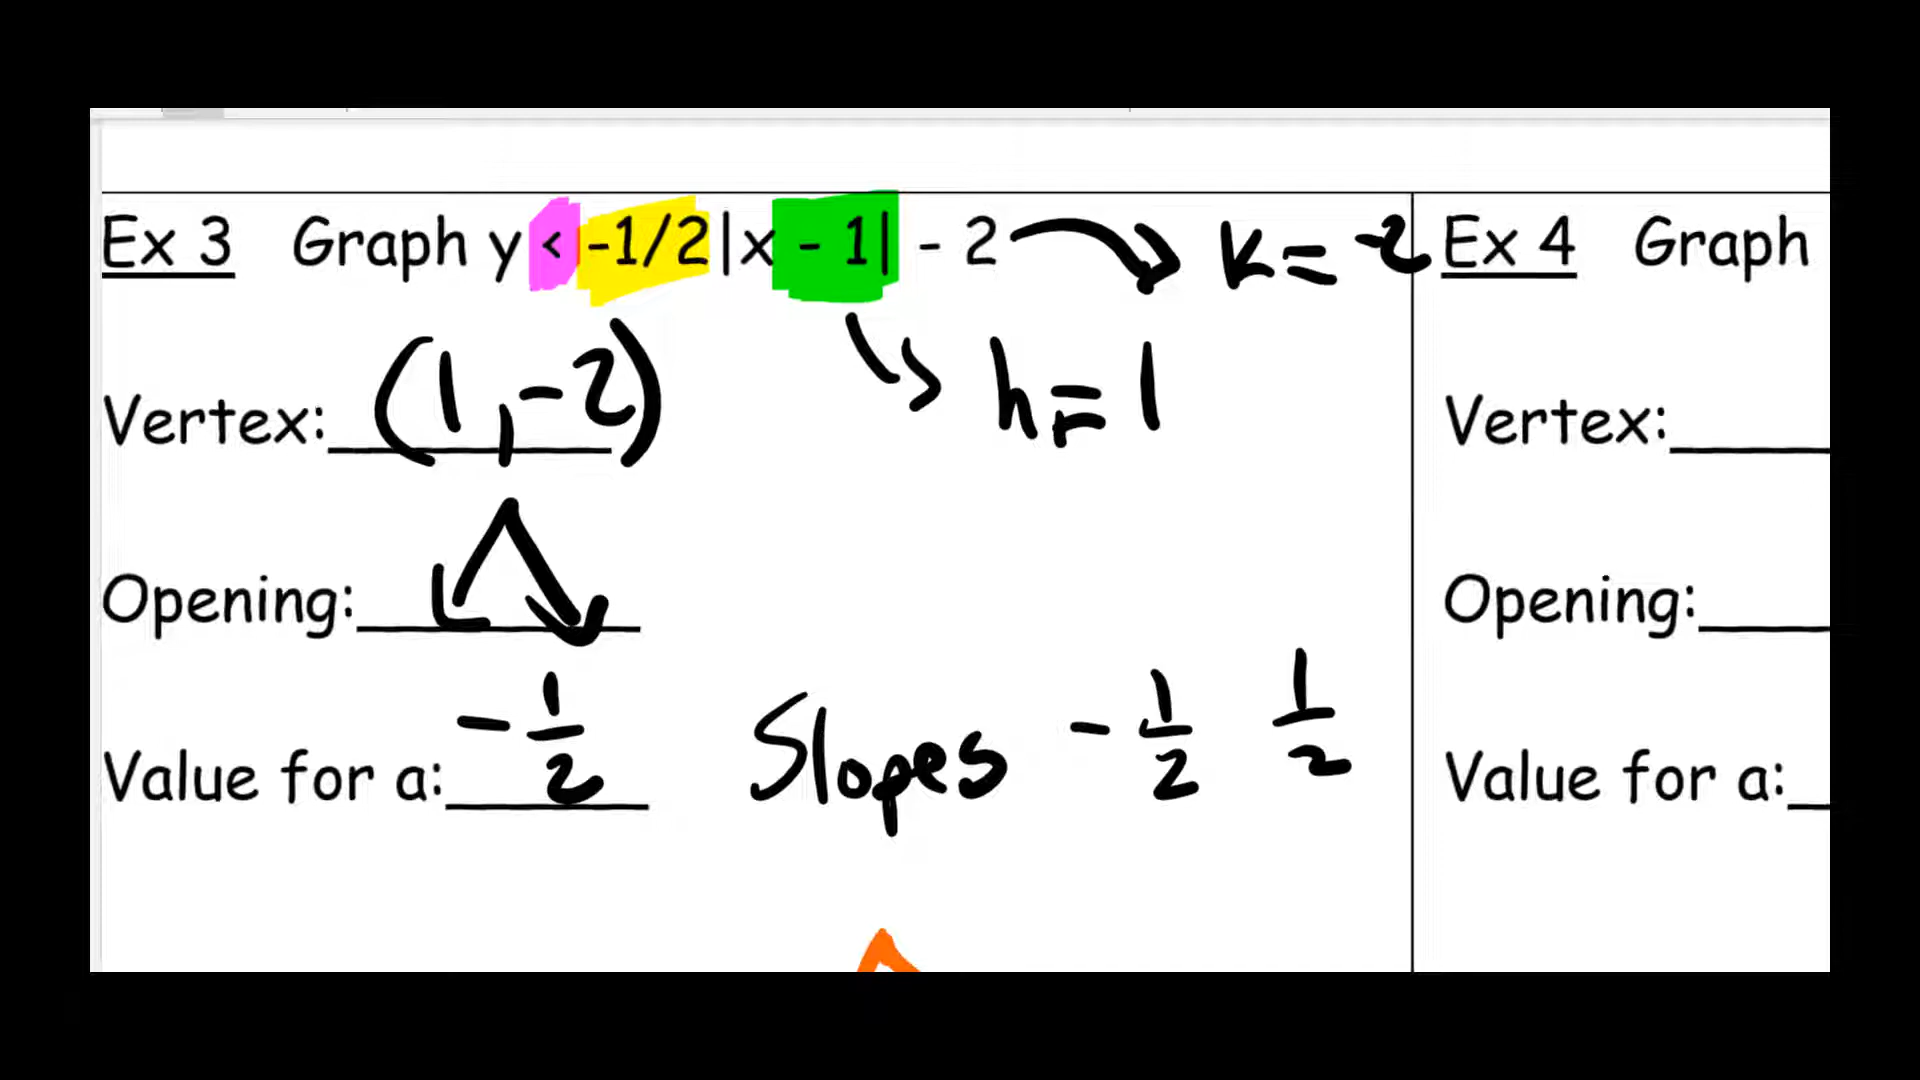 Ex 3 Graph y < -1/2|x - 1| - 2 k = -2
Vertex: (1, -2) h = 1
Opening:
Value for a: -1/2 Slopes -1/2 1/2
Ex 4 Graph
Vertex:
Opening:
Value for a: